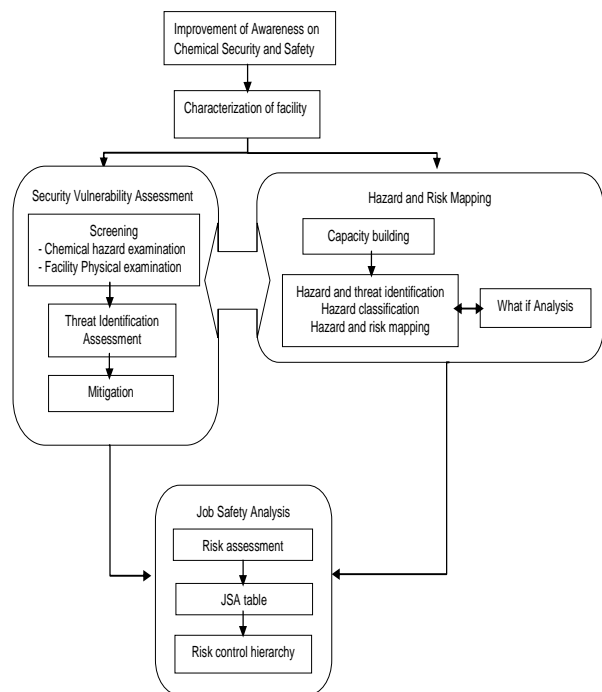 Improvement of Awareness on
Chemical Security and Safety
Characterization of facility
Security Vulnerability Assessment
Screening
- Chemical hazard examination
- Facility Physical examination
Threat Identification
Assessment
Mitigation
Hazard and Risk Mapping
Capacity building
Hazard and threat identification
Hazard classification
Hazard and risk mapping
What if Analysis
Job Safety Analysis
Risk assessment
JSA table
Risk control hierarchy